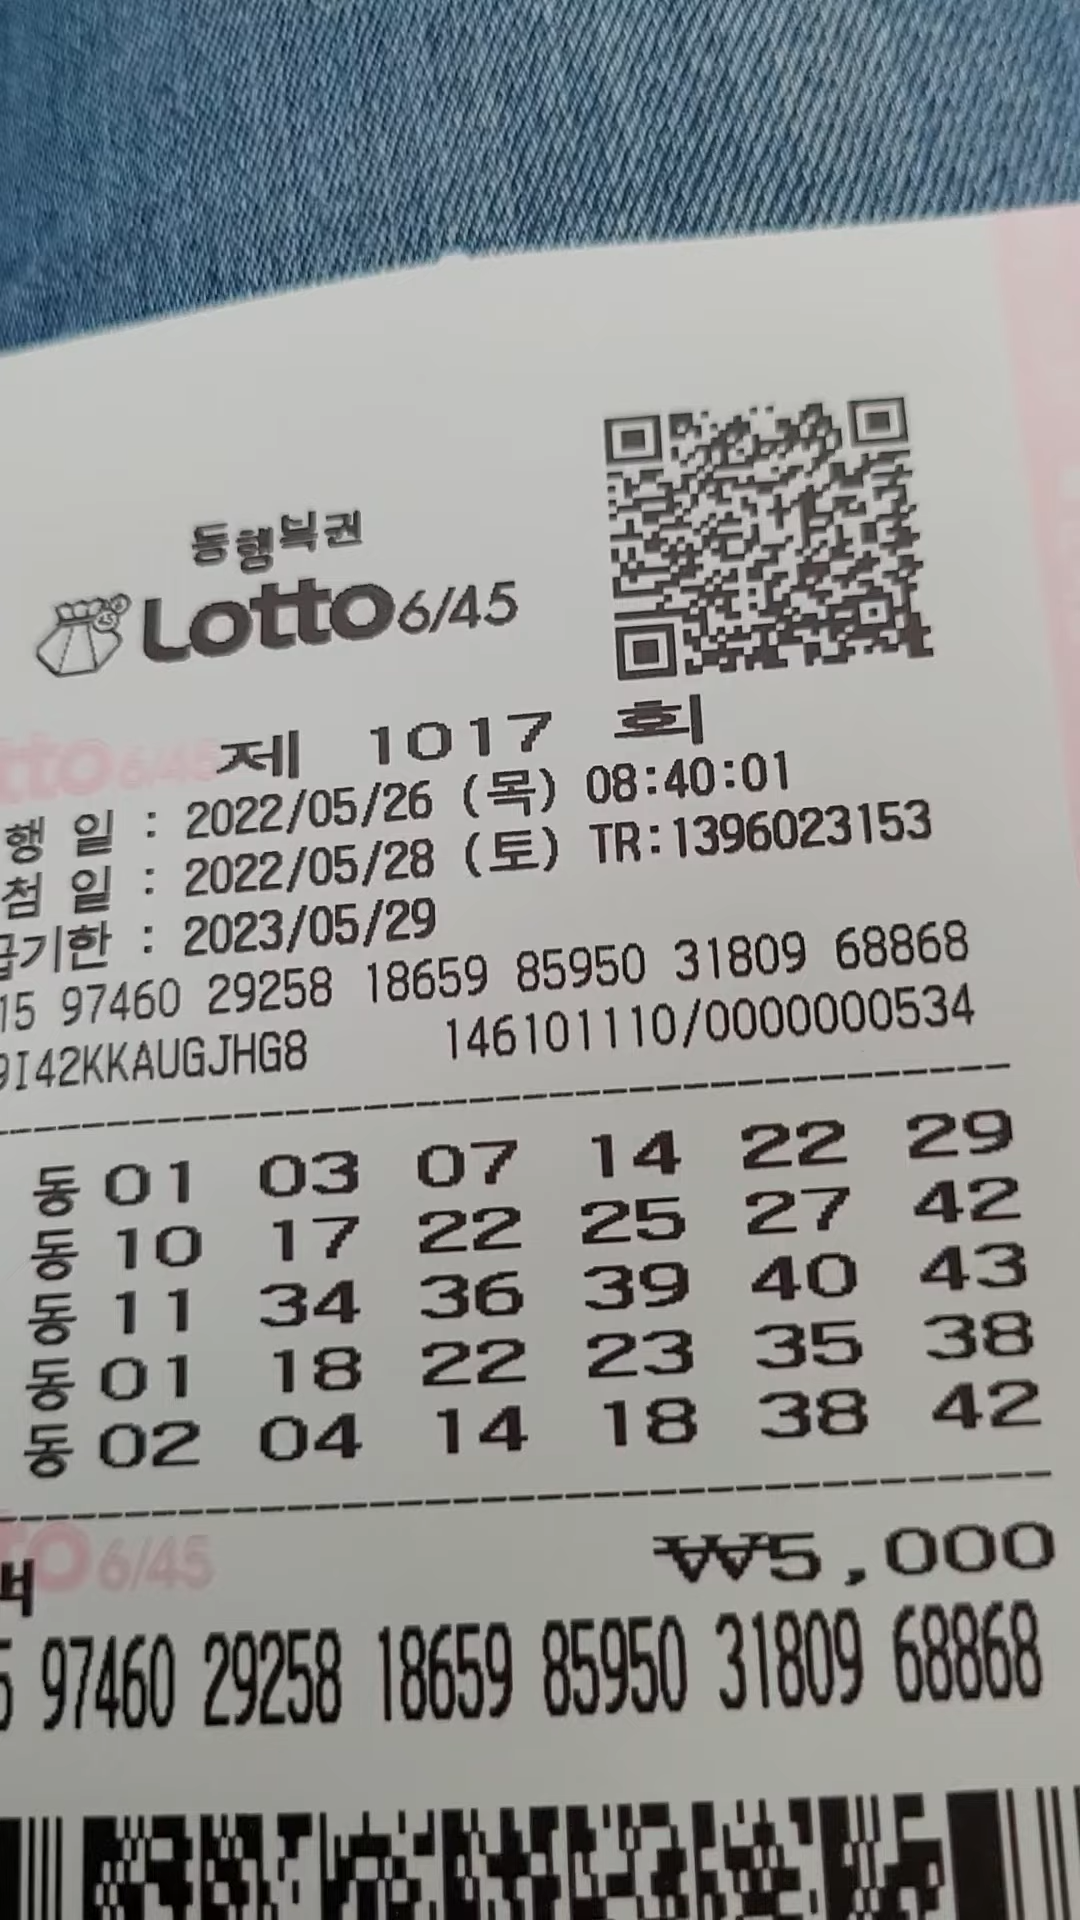 동행복권
Lotto 6/45
제 1017 회
행 일 : 2022/05/26 (목) 08:40:01
첨 일 : 2022/05/28 (토) TR:1396023153
급기한 : 2023/05/29
15 97460 29258 18659 85950 31809 68868
9I42KKAUGJHG8 146101110/0000000534
동 01 03 07 14 22 29
동 10 17 22 25 27 42
동 11 34 36 39 40 43
동 01 18 22 23 35 38
동 02 04 14 18 38 42
₩5,000
5 97460 29258 18659 85950 31809 68868